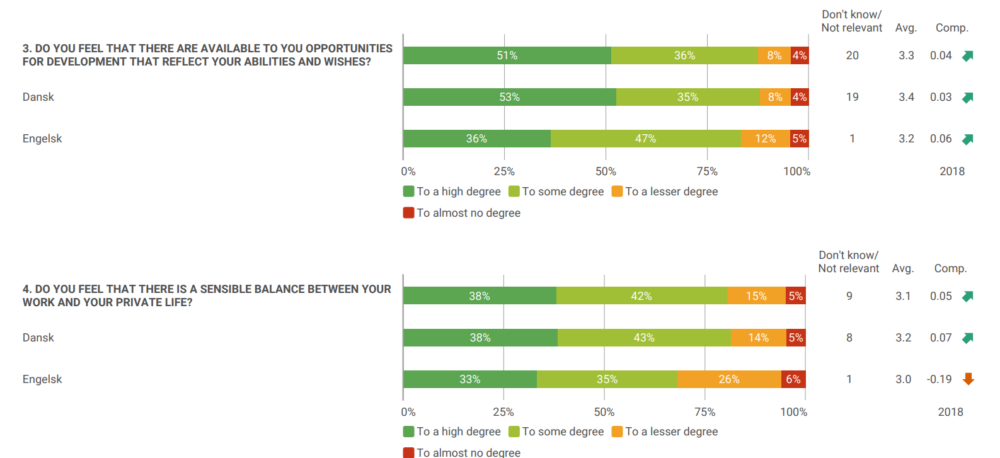 Don't know/
Not relevant Avg. Comp.
3. DO YOU FEEL THAT THERE ARE AVAILABLE TO YOU OPPORTUNITIES
FOR DEVELOPMENT THAT REFLECT YOUR ABILITIES AND WISHES?
51% 36% 8% 4% 20 3.3 0.04
Dansk 53% 35% 8% 4% 19 3.4 0.03
Engelsk 36% 47% 12% 5% 1 3.2 0.06
0% 25% 50% 75% 100% 2018
To a high degree To some degree To a lesser degree
To almost no degree
Don't know/
Not relevant Avg. Comp.
4. DO YOU FEEL THAT THERE IS A SENSIBLE BALANCE BETWEEN YOUR
WORK AND YOUR PRIVATE LIFE?
38% 42% 15% 5% 9 3.1 0.05
Dansk 38% 43% 14% 5% 8 3.2 0.07
Engelsk 33% 35% 26% 6% 1 3.0 -0.19
0% 25% 50% 75% 100% 2018
To a high degree To some degree To a lesser degree
To almost no degree